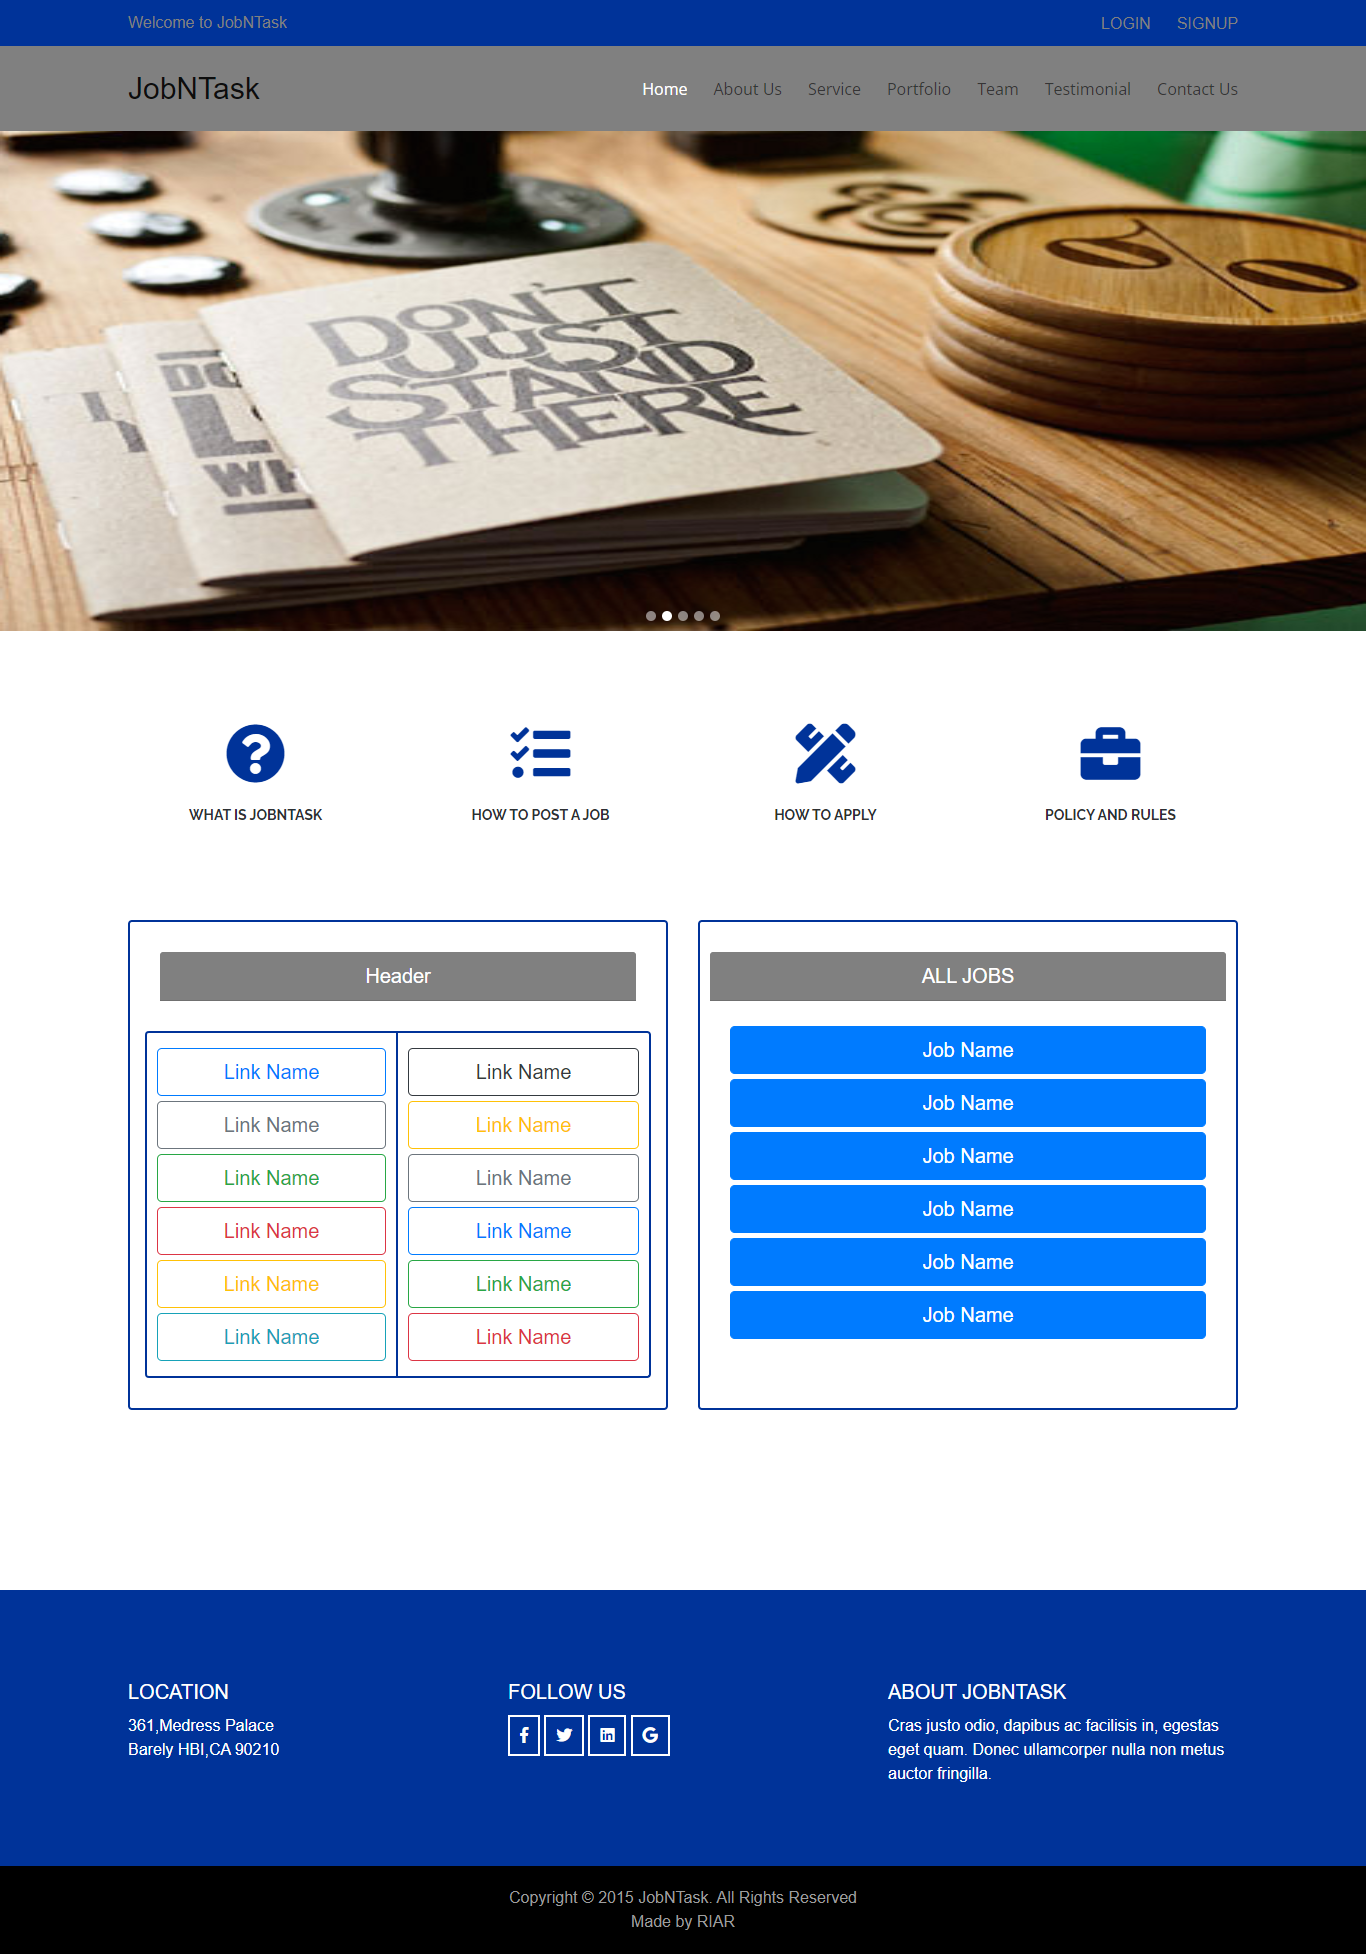 Welcome to JobNTask
LOGIN SIGNUP
JobNTask
Home About Us Service Portfolio Team Testimonial Contact Us
DON'T
JUST
STAND
THERE
WHAT IS JOBNTASK
HOW TO POST A JOB
HOW TO APPLY
POLICY AND RULES
Header
Link Name
Link Name
Link Name
Link Name
Link Name
Link Name
Link Name
Link Name
Link Name
Link Name
Link Name
Link Name
ALL JOBS
Job Name
Job Name
Job Name
Job Name
Job Name
Job Name
LOCATION
361,Medress Palace
Barely HBI,CA 90210
FOLLOW US
ABOUT JOBNTASK
Cras justo odio, dapibus ac facilisis in, egestas
eget quam. Donec ullamcorper nulla non metus
auctor fringilla.
Copyright © 2015 JobNTask. All Rights Reserved
Made by RIAR